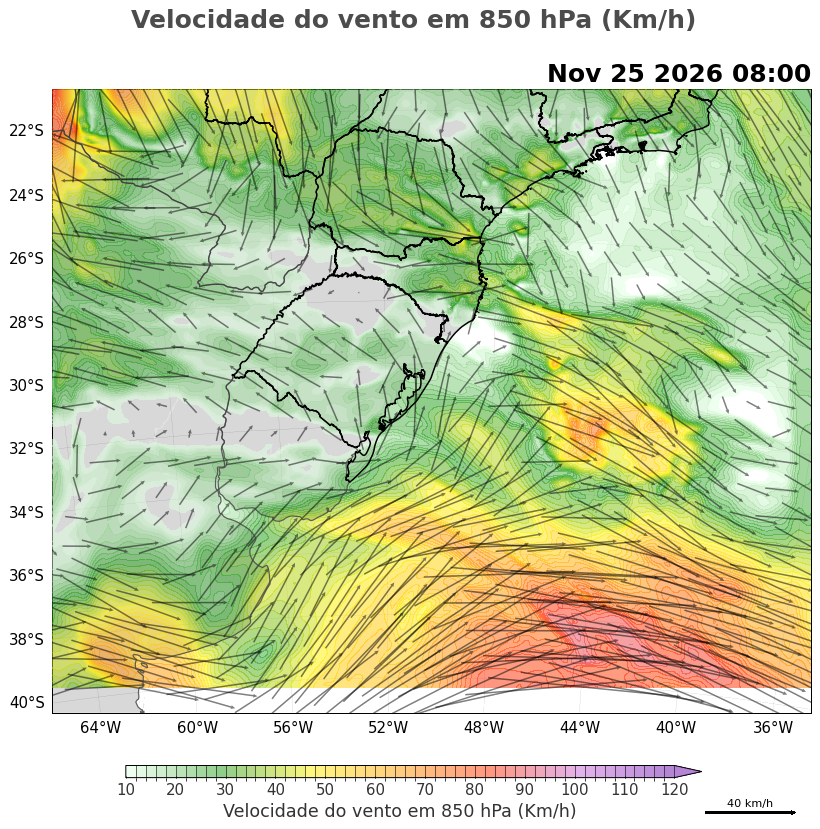 Velocidade do vento em 850 hPa (Km/h)
Nov 25 2026 08:00
22°S
24°S
26°S
28°S
30°S
32°S
34°S
36°S
38°S
40°S
64°W 60°W 56°W 52°W 48°W 44°W 40°W 36°W
10 20 30 40 50 60 70 80 90 100 110 120
Velocidade do vento em 850 hPa (Km/h)
40 km/h